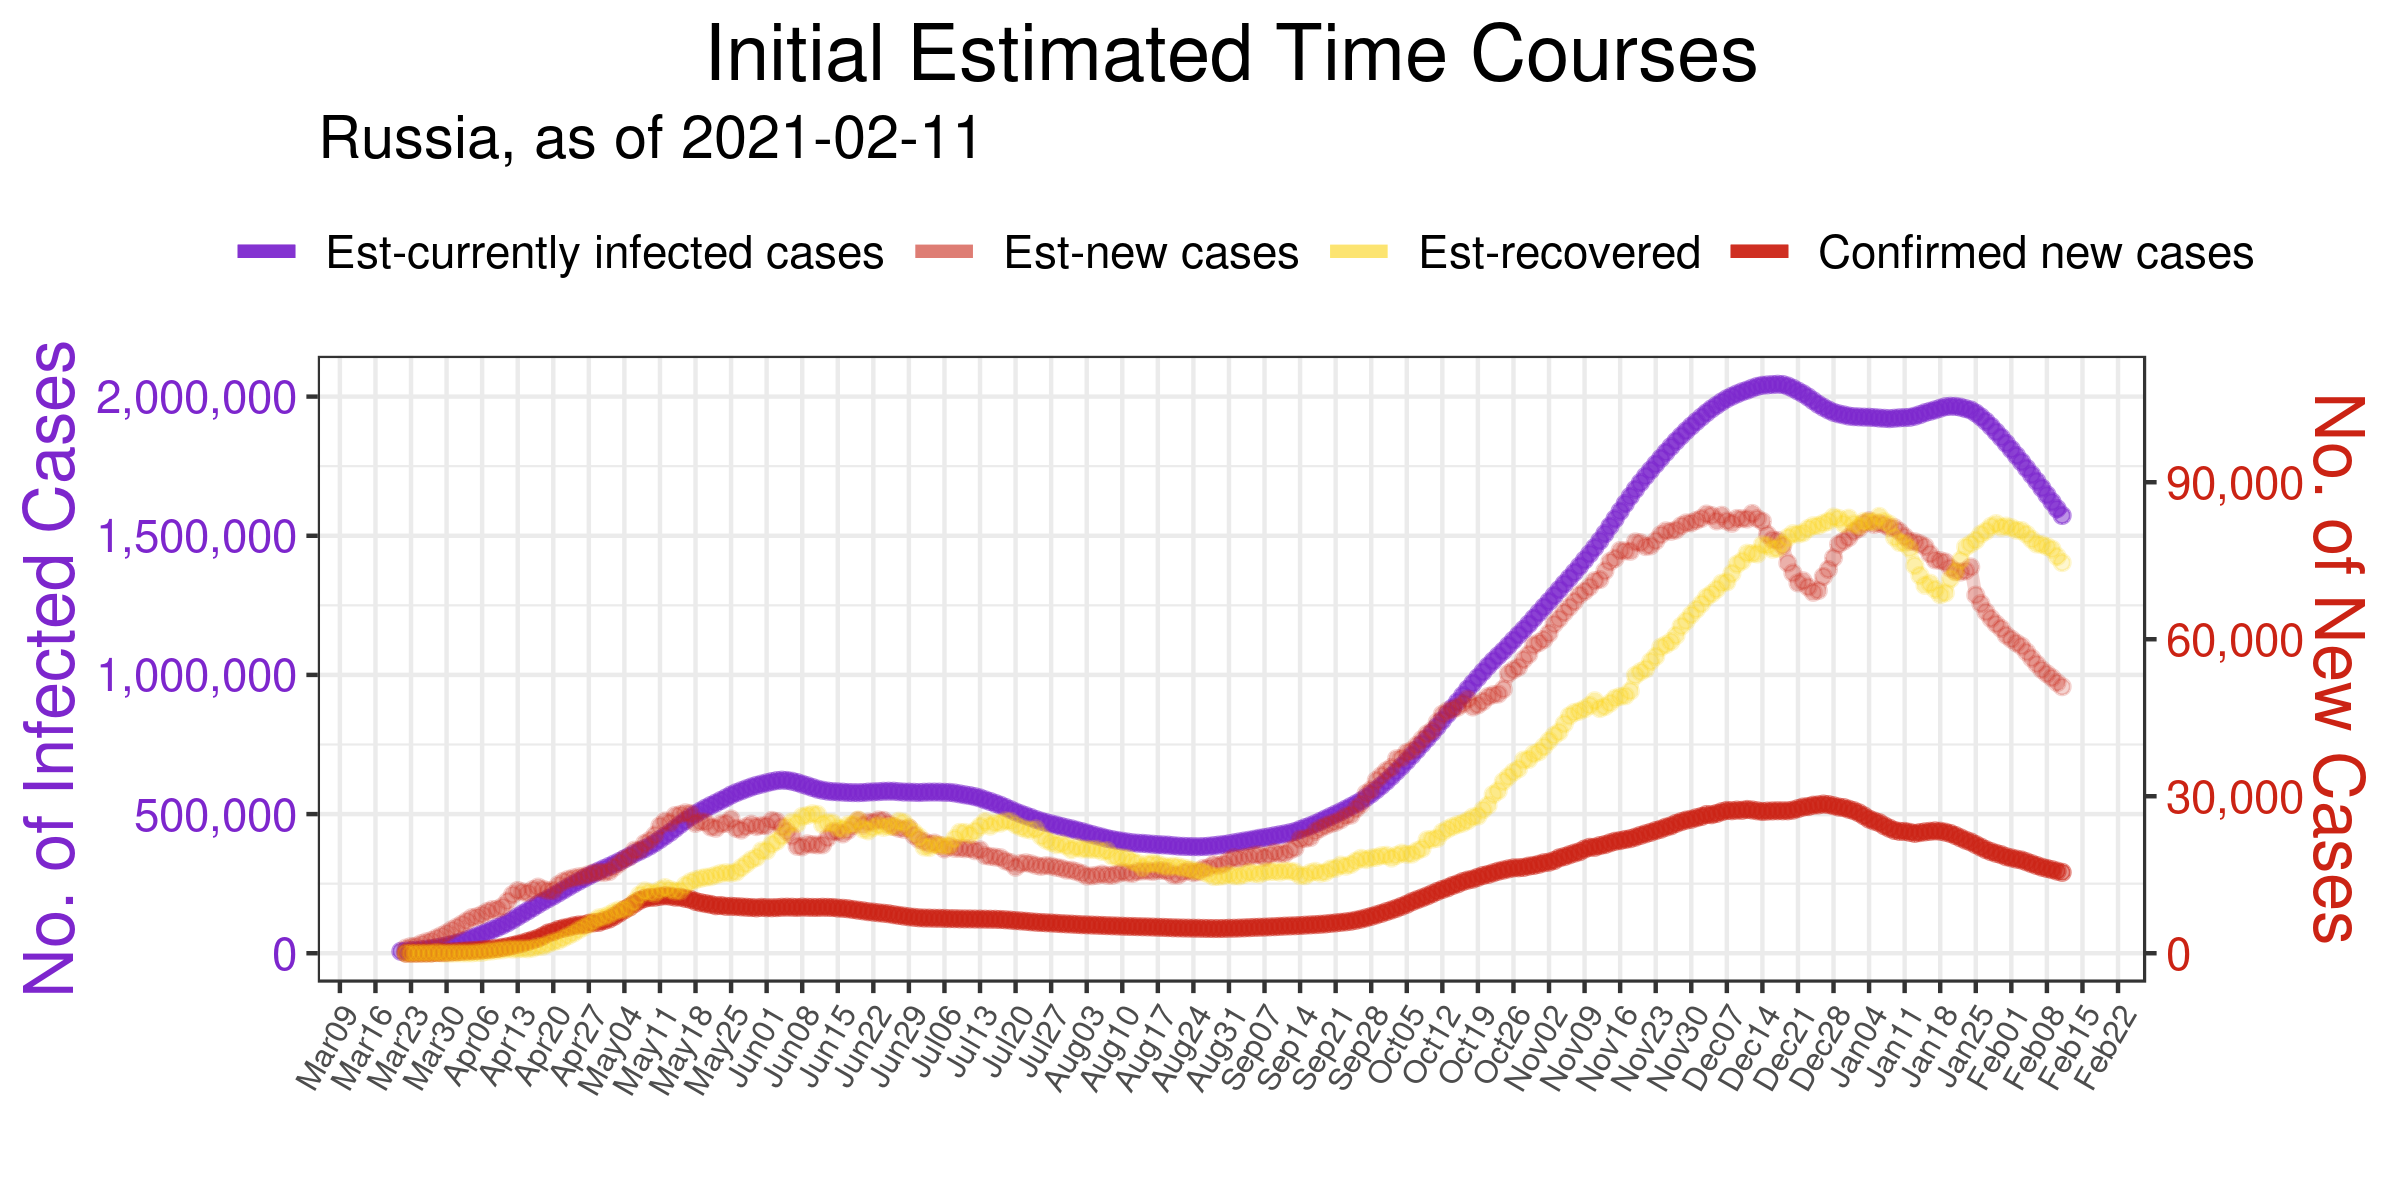 Initial Estimated Time Courses
Russia, as of 2021-02-11
Est-currently infected cases Est-new cases Est-recovered Confirmed new cases
No. of Infected Cases
2,000,000
1,500,000
1,000,000
500,000
0
90,000
60,000
30,000
0
No. of New Cases
Mar09 Mar16 Mar23 Mar30 Apr06 Apr13 Apr20 Apr27 May04 May11 May18 May25 Jun01 Jun08 Jun15 Jun22 Jun29 Jul06 Jul13 Jul20 Jul27 Aug03 Aug10 Aug17 Aug24 Aug31 Sep07 Sep14 Sep21 Sep28 Oct05 Oct12 Oct19 Oct26 Nov02 Nov09 Nov16 Nov23 Nov30 Dec07 Dec14 Dec21 Dec28 Jan04 Jan11 Jan18 Jan25 Feb01 Feb08 Feb15 Feb22